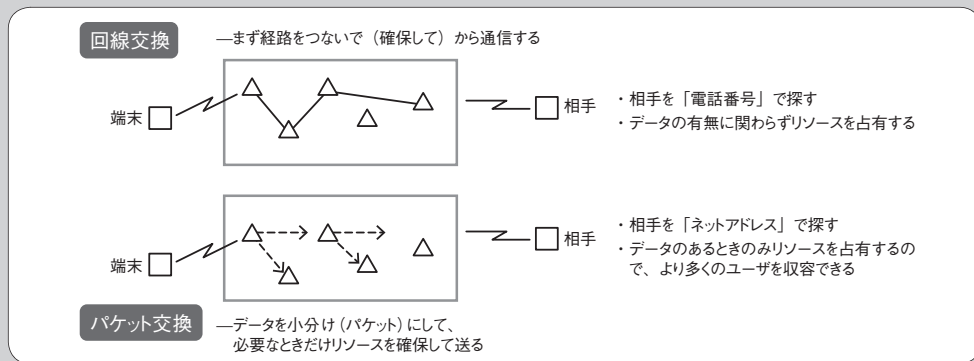 回線交換
—まず経路をつないで（確保して）から通信する
端末
相手
・相手を「電話番号」で探す
・データの有無に関わらずリソースを占有する
端末
相手
・相手を「ネットアドレス」で探す
・データのあるときのみリソースを占有するの
で、より多くのユーザを収容できる
パケット交換
—データを小分け（パケット）にして、
必要なときだけリソースを確保して送る